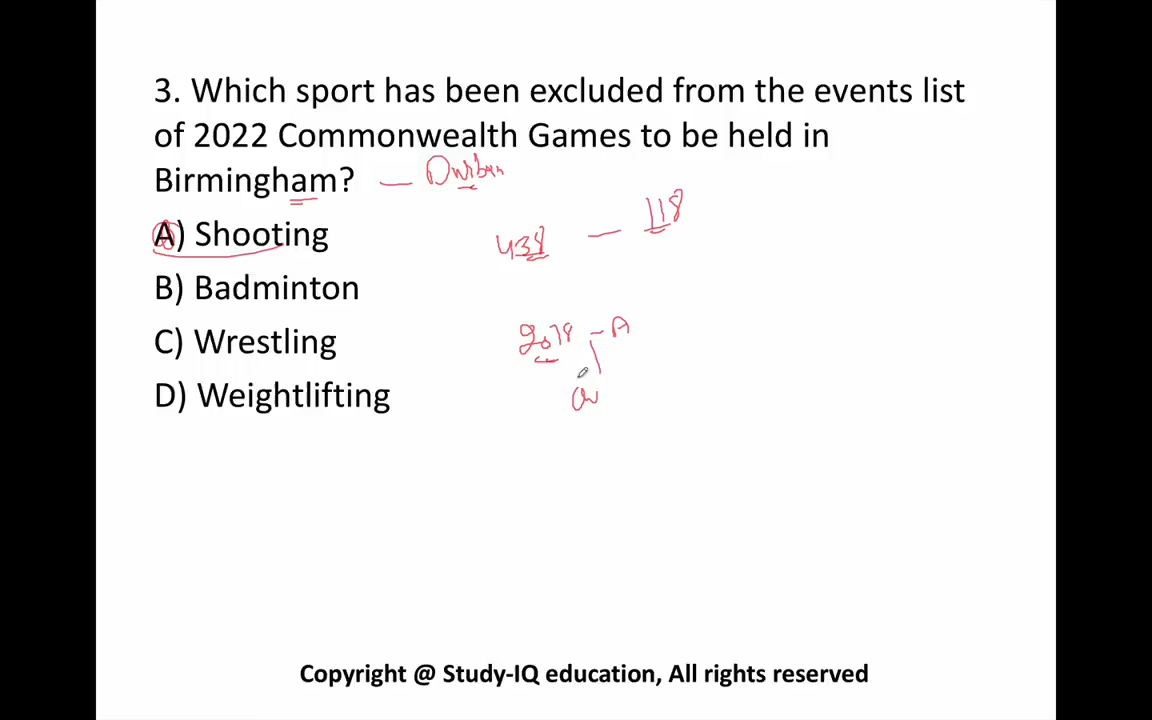 3. Which sport has been excluded from the events list
of 2022 Commonwealth Games to be held in
Birmingham? — Durban
A) Shooting
438 — 118
B) Badminton
C) Wrestling
2018 - A
D) Weightlifting
Copyright @ Study-IQ education, All rights reserved